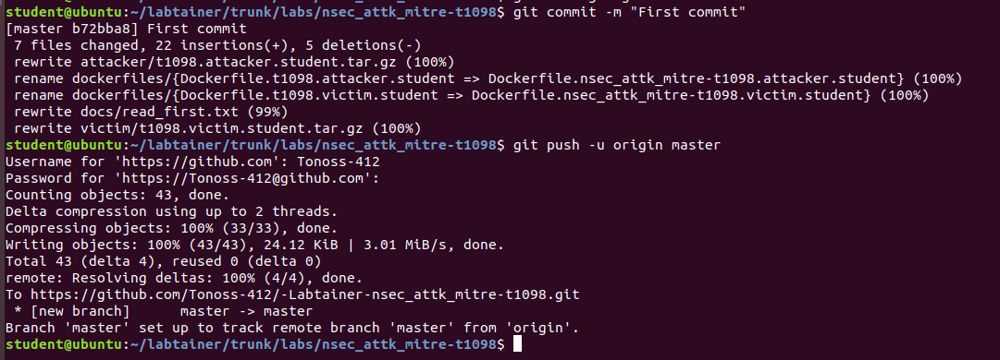 student@ubuntu:~/labtainer/trunk/labs/nsec_attk_mitre-t1098$ git commit -m "First commit"
[master b72bba8] First commit
 7 files changed, 22 insertions(+), 5 deletions(-)
 rewrite attacker/t1098.attacker.student.tar.gz (100%)
 rename dockerfiles/{Dockerfile.t1098.attacker.student => Dockerfile.nsec_attk_mitre-t1098.attacker.student} (100%)
 rename dockerfiles/{Dockerfile.t1098.victim.student => Dockerfile.nsec_attk_mitre-t1098.victim.student} (100%)
 rewrite docs/read_first.txt (99%)
 rewrite victim/t1098.victim.student.tar.gz (100%)
student@ubuntu:~/labtainer/trunk/labs/nsec_attk_mitre-t1098$ git push -u origin master
Username for 'https://github.com': Tonoss-412
Password for 'https://Tonoss-412@github.com':
Counting objects: 43, done.
Delta compression using up to 2 threads.
Compressing objects: 100% (33/33), done.
Writing objects: 100% (43/43), 24.12 KiB | 3.01 MiB/s, done.
Total 43 (delta 4), reused 0 (delta 0)
remote: Resolving deltas: 100% (4/4), done.
To https://github.com/Tonoss-412/-Labtainer-nsec_attk_mitre-t1098.git
 * [new branch]      master -> master
Branch 'master' set up to track remote branch 'master' from 'origin'.
student@ubuntu:~/labtainer/trunk/labs/nsec_attk_mitre-t1098$